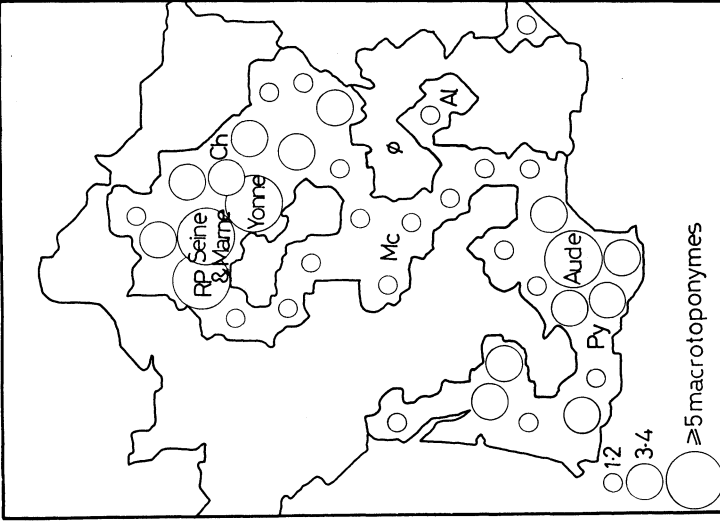 RP
Seine
& Marne
Ch
Yonne
ø
Al
Mc
Aude
Py
1-2
3-4
⩾5 macrotoponymes